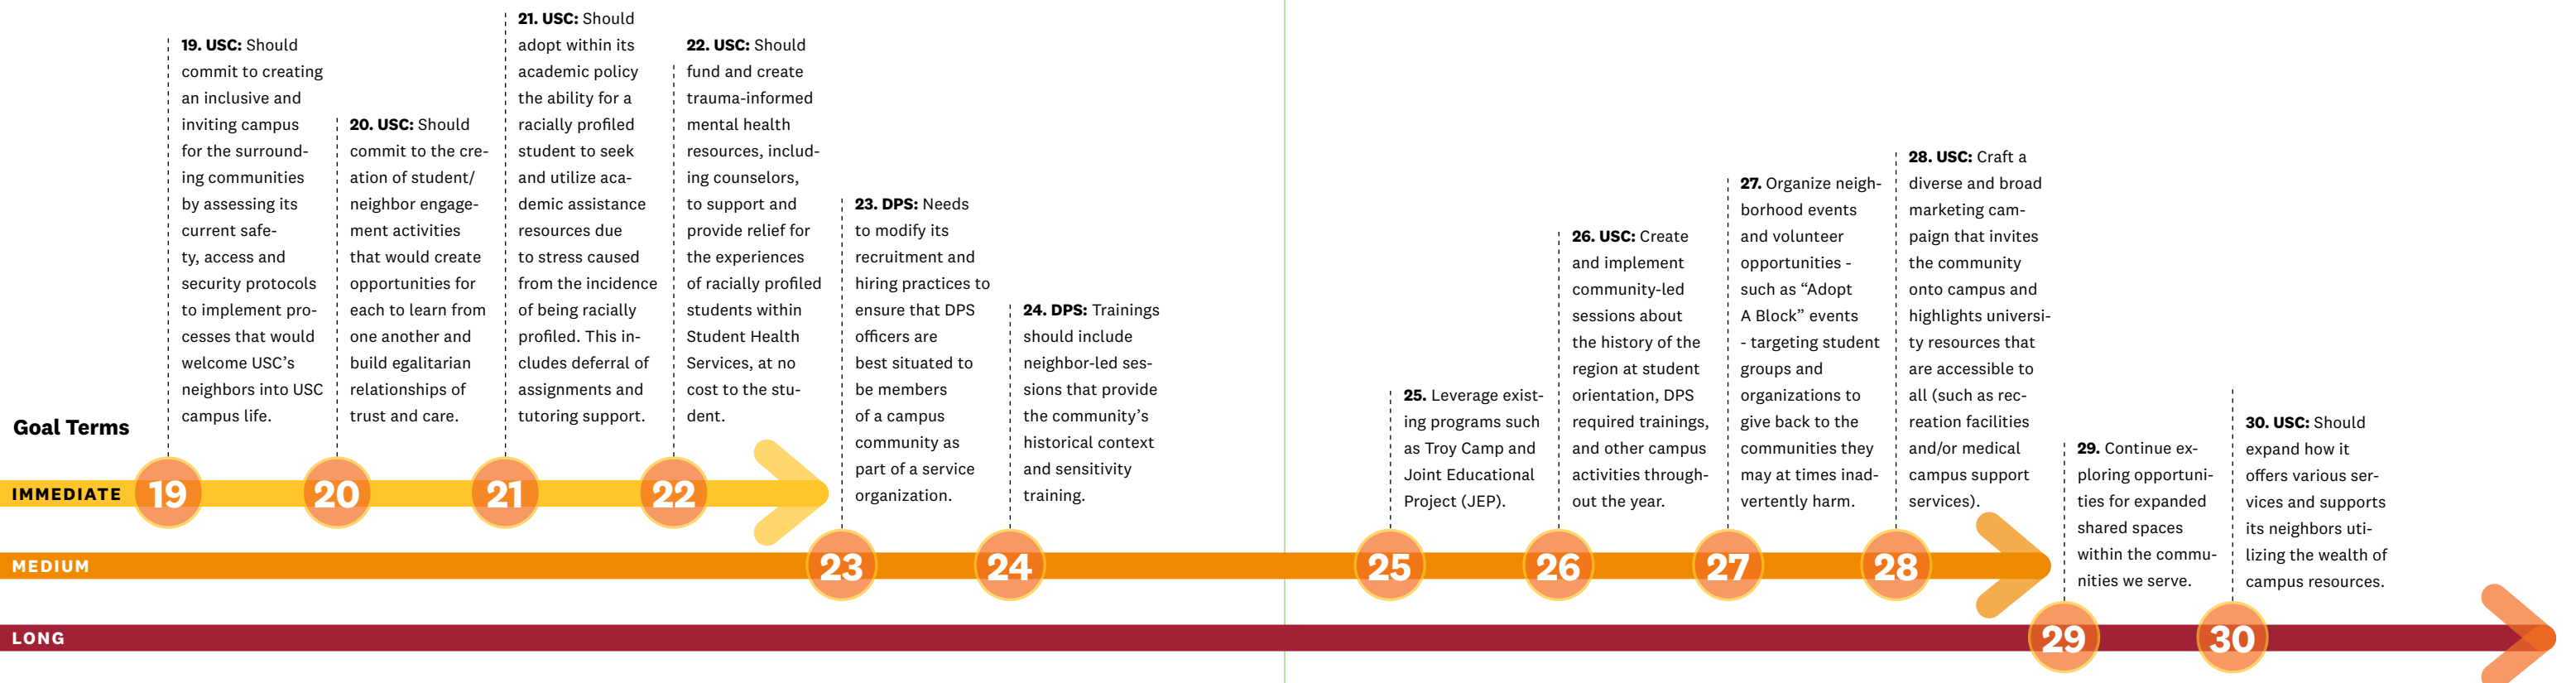 19. USC: Should
commit to creating
an inclusive and
inviting campus
for the surround-
ing communities
by assessing its
current safe-
ty, access and
security protocols
to implement pro-
cesses that would
welcome USC’s
neighbors into USC
campus life.
20. USC: Should
commit to the cre-
ation of student/
neighbor engage-
ment activities
that would create
opportunities for
each to learn from
one another and
build egalitarian
relationships of
trust and care.
21. USC: Should
adopt within its
academic policy
the ability for a
racially profiled
student to seek
and utilize aca-
demic assistance
resources due
to stress caused
from the incidence
of being racially
profiled. This in-
cludes deferral of
assignments and
tutoring support.
22. USC: Should
fund and create
trauma-informed
mental health
resources, includ-
ing counselors,
to support and
provide relief for
the experiences
of racially profiled
students within
Student Health
Services, at no
cost to the stu-
dent.
23. DPS: Needs
to modify its
recruitment and
hiring practices to
ensure that DPS
officers are
best situated to
be members
of a campus
community as
part of a service
organization.
24. DPS: Trainings
should include
neighbor-led ses-
sions that provide
the community’s
historical context
and sensitivity
training.
25. Leverage exist-
ing programs such
as Troy Camp and
Joint Educational
Project (JEP).
26. USC: Create
and implement
community-led
sessions about
the history of the
region at student
orientation, DPS
required trainings,
and other campus
activities through-
out the year.
27. Organize neigh-
borhood events
and volunteer
opportunities -
such as “Adopt
A Block” events
- targeting student
groups and
organizations to
give back to the
communities they
may at times inad-
vertently harm.
28. USC: Craft a
diverse and broad
marketing cam-
paign that invites
the community
onto campus and
highlights universi-
ty resources that
are accessible to
all (such as rec-
reation facilities
and/or medical
campus support
services).
29. Continue ex-
ploring opportuni-
ties for expanded
shared spaces
within the commu-
nities we serve.
30. USC: Should
expand how it
offers various ser-
vices and supports
its neighbors uti-
lizing the wealth of
campus resources.
Goal Terms
IMMEDIATE 19 20 21 22
MEDIUM 23 24 25 26 27 28
LONG 29 30